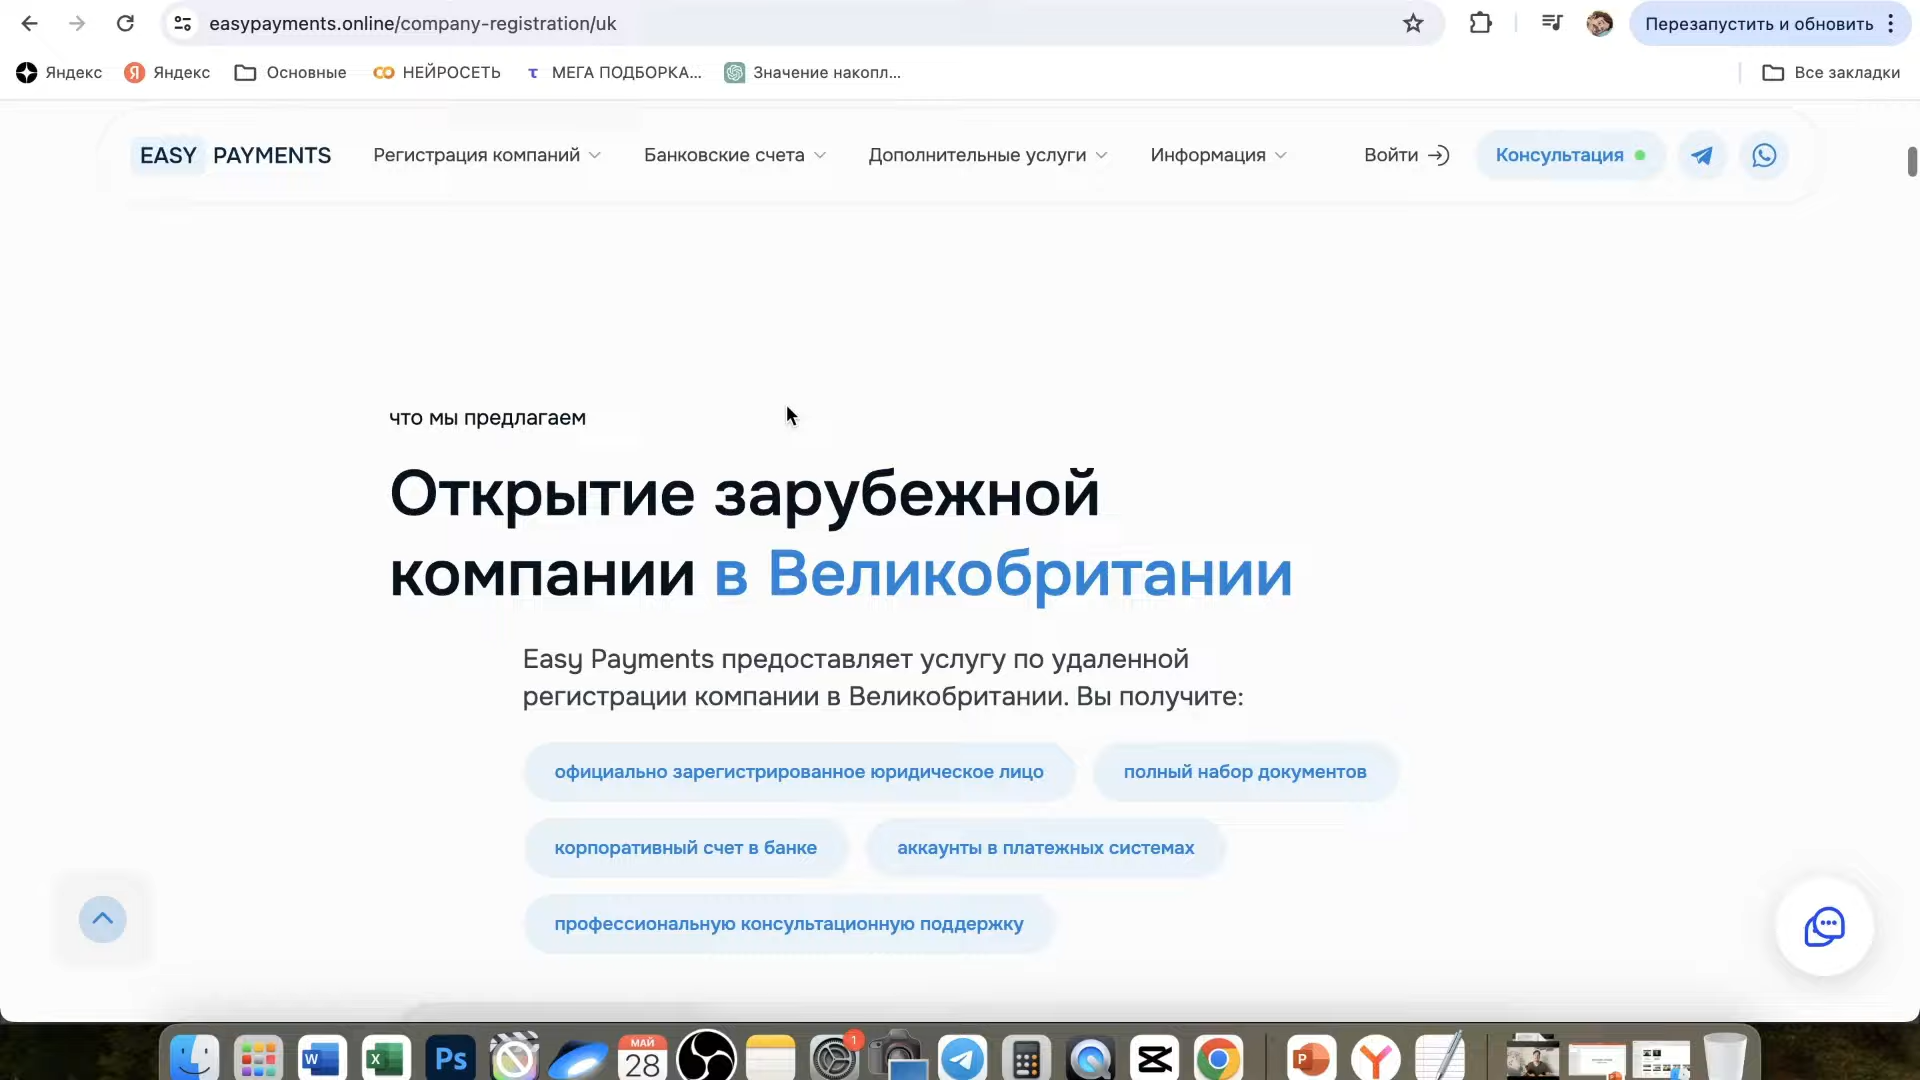 easypayments.online/company-registration/uk
Перезапустить и обновить
Яндекс
Яндекс
Основные
НЕЙРОСЕТЬ
МЕГА ПОДБОРКА...
Значение накопл...
Все закладки
EASY PAYMENTS
Регистрация компаний
Банковские счета
Дополнительные услуги
Информация
Войти
Консультация
что мы предлагаем
Открытие зарубежной
компании в Великобритании
Easy Payments предоставляет услугу по удаленной
регистрации компании в Великобритании. Вы получите:
официально зарегистрированное юридическое лицо
полный набор документов
корпоративный счет в банке
аккаунты в платежных системах
профессиональную консультационную поддержку
W
X
Ps
МАЙ
28
1
P